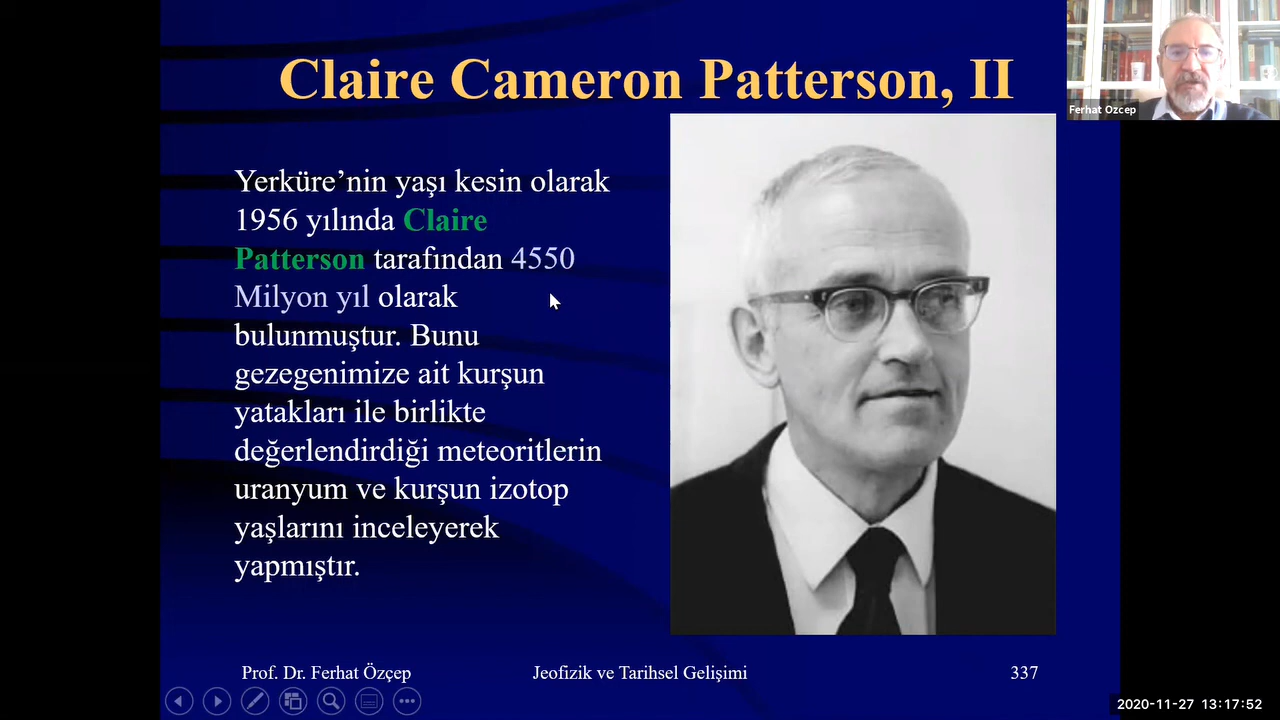 Claire Cameron Patterson, II
Ferhat Ozcep
Yerküre’nin yaşı kesin olarak
1956 yılında Claire
Patterson tarafından 4550
Milyon yıl olarak
bulunmuştur. Bunu
gezegenimize ait kurşun
yatakları ile birlikte
değerlendirdiği meteoritlerin
uranyum ve kurşun izotop
yaşlarını inceleyerek
yapmıştır.
Prof. Dr. Ferhat Özçep
Jeofizik ve Tarihsel Gelişimi
337
2020-11-27 13:17:52